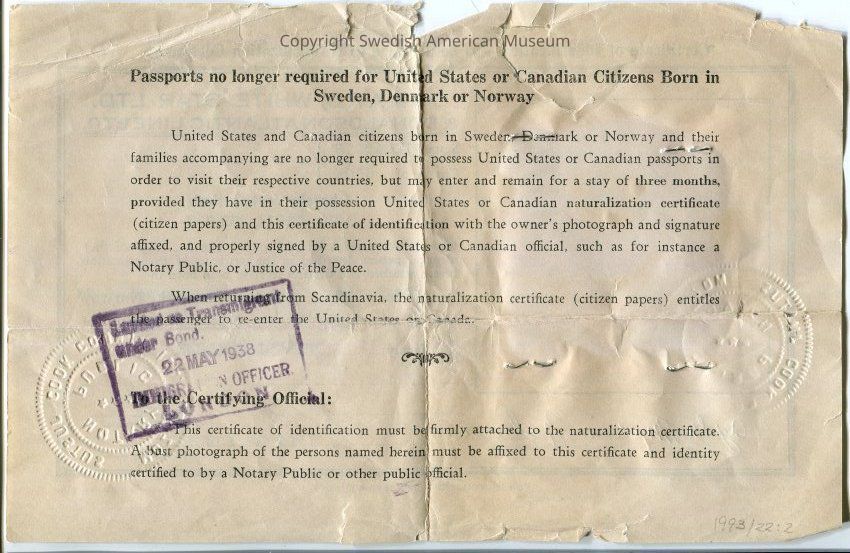 Copyright Swedish American Museum
Passports no longer required for United States or Canadian Citizens Born in
Sweden, Denmark or Norway
United States and Canadian citizens born in Sweden, Denmark or Norway and their
families accompanying are no longer required to possess United States or Canadian passports in
order to visit their respective countries, but may enter and remain for a stay of three months,
provided they have in their possession United States or Canadian naturalization certificate
(citizen papers) and this certificate of identification with the owner's photograph and signature
affixed, and properly signed by a United States or Canadian official, such as for instance a
Notary Public, or Justice of the Peace.
When returning from Scandinavia, the naturalization certificate (citizen papers) entitles
the passenger to re-enter the United States or Canada.
Transmigrant
Under Bond.
22 MAY 1938
IMMIGRATION OFFICER
LONDON
To the Certifying Official:
This certificate of identification must be firmly attached to the naturalization certificate.
A bust photograph of the persons named herein must be affixed to this certificate and identity
certified to by a Notary Public or other public official.
1993/22:2